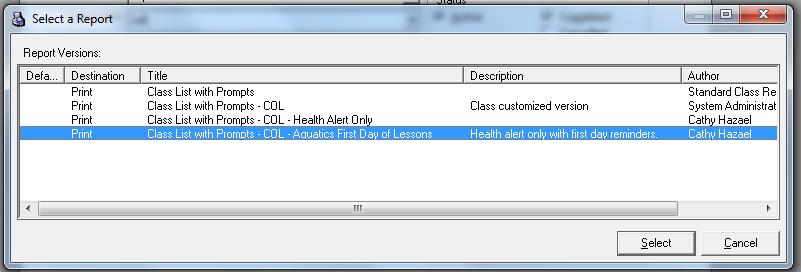 Status
Select a Report
Report Versions:
Defa... Destination Title Description Author
Print Class List with Prompts Standard Class Re
Print Class List with Prompts - COL Class customized version System Administrat
Print Class List with Prompts - COL - Health Alert Only Cathy Hazael
Print Class List with Prompts - COL - Aquatics First Day of Lessons Health alert only with first day reminders. Cathy Hazael
Select Cancel